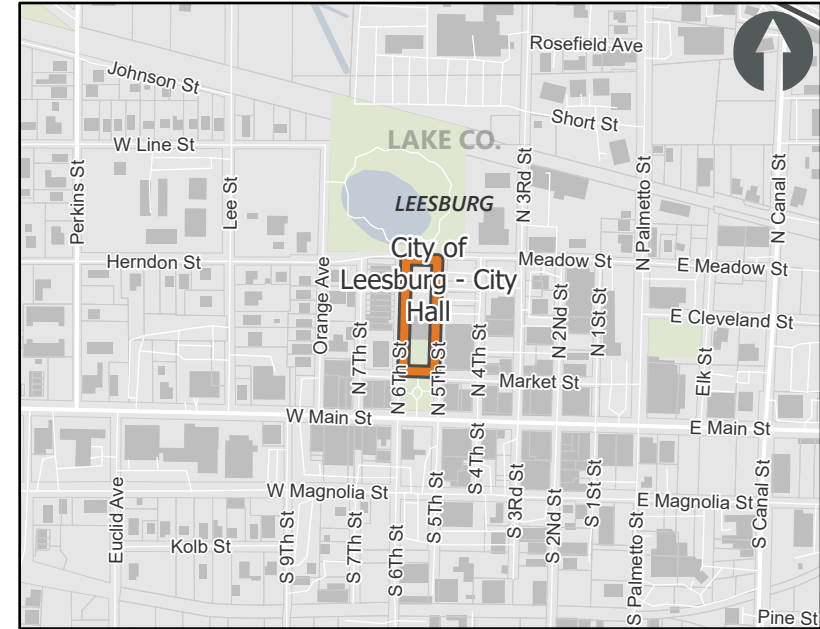 Rosefield Ave
Johnson St
Short St
LAKE CO.
W Line St
Perkins St
Lee St
N 3Rd St
N Palmetto St
N Canal St
LEESBURG
City of
Leesburg - City
Hall
Herndon St
Meadow St
E Meadow St
Orange Ave
N 7Th St
N 6Th St
N 5Th St
N 4Th St
N 2Nd St
N 1St St
E Cleveland St
Elk St
Market St
W Main St
E Main St
Euclid Ave
W Magnolia St
S 4Th St
E Magnolia St
Kolb St
S 9Th St
S 7Th St
S 6Th St
S 5Th St
S 3Rd St
S 2Nd St
S 1St St
S Palmetto St
S Canal St
Pine St